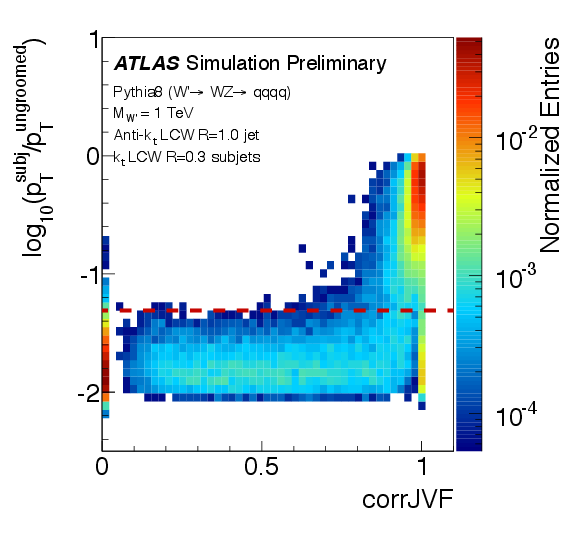 1
ATLAS Simulation Preliminary
Pythia8 (W'→ WZ→ qqqq)
M_W' = 1 TeV
Anti-k_t LCW R=1.0 jet
k_t LCW R=0.3 subjets
0
-1
-2
0 0.5 1
corrJVF
log_10(p_T^subj/p_T^ungroomed)
10^-2
10^-3
10^-4
Normalized Entries